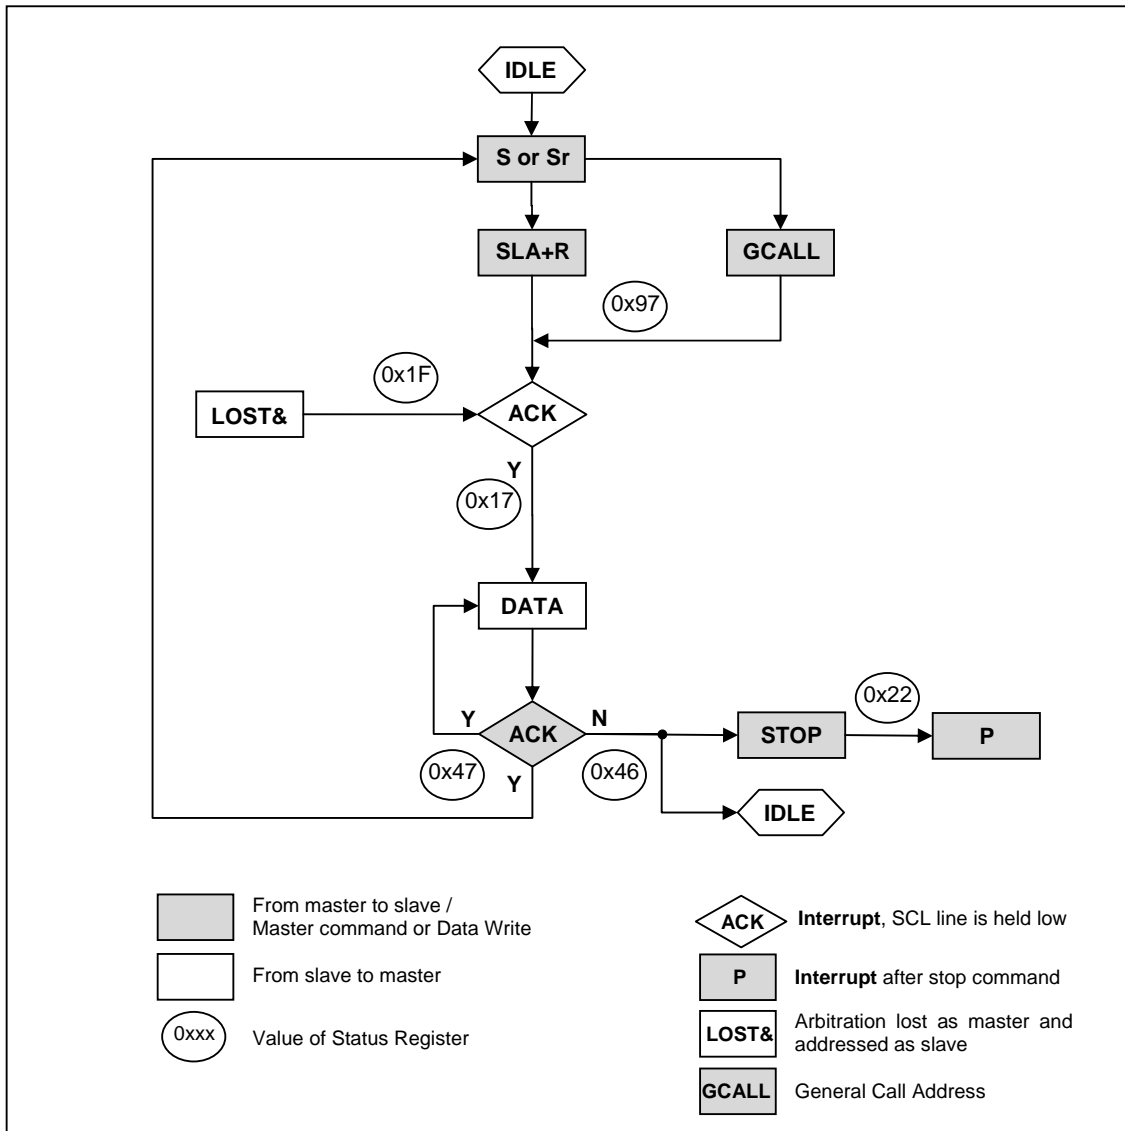 IDLE
S or Sr
SLA+R
GCALL
0x97
0x1F
LOST&
ACK
Y
0x17
DATA
0x22
Y
ACK
N
STOP
P
0x47
Y
0x46
IDLE
From master to slave /
Master command or Data Write
From slave to master
0xxx
Value of Status Register
ACK
Interrupt, SCL line is held low
P
Interrupt after stop command
LOST&
Arbitration lost as master and
addressed as slave
GCALL
General Call Address